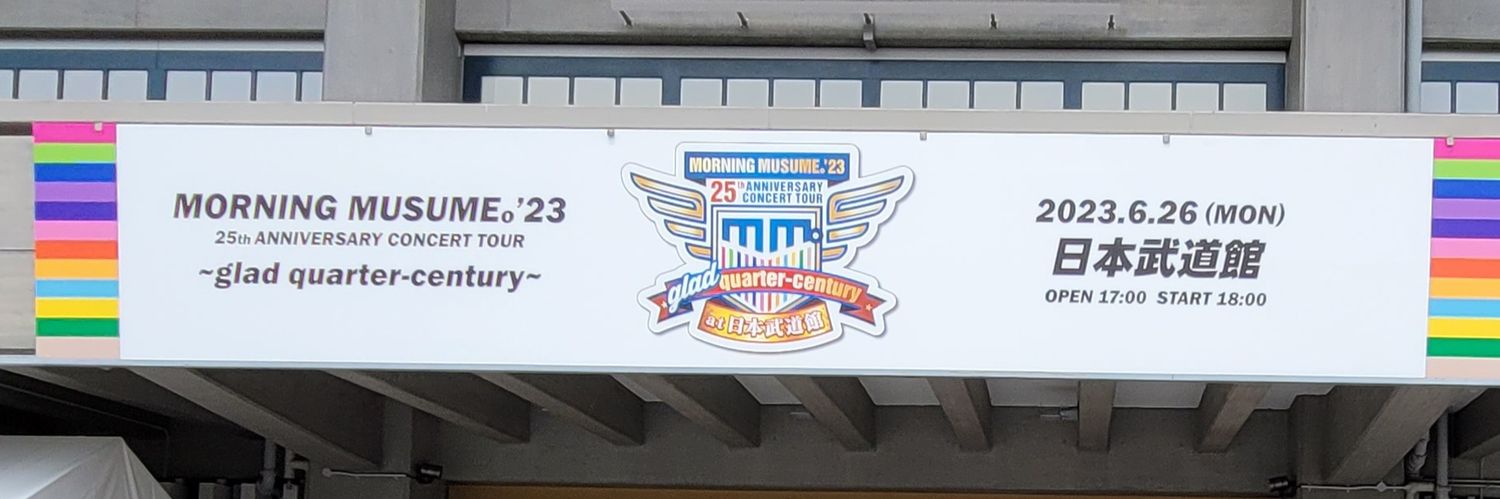 MORNING MUSUME。'23
25th ANNIVERSARY CONCERT TOUR
~glad quarter-century~
MORNING MUSUME。'23
25th ANNIVERSARY
CONCERT TOUR
MM。
glad quarter-century
at 日本武道館
2023.6.26 (MON)
日本武道館
OPEN 17:00 START 18:00